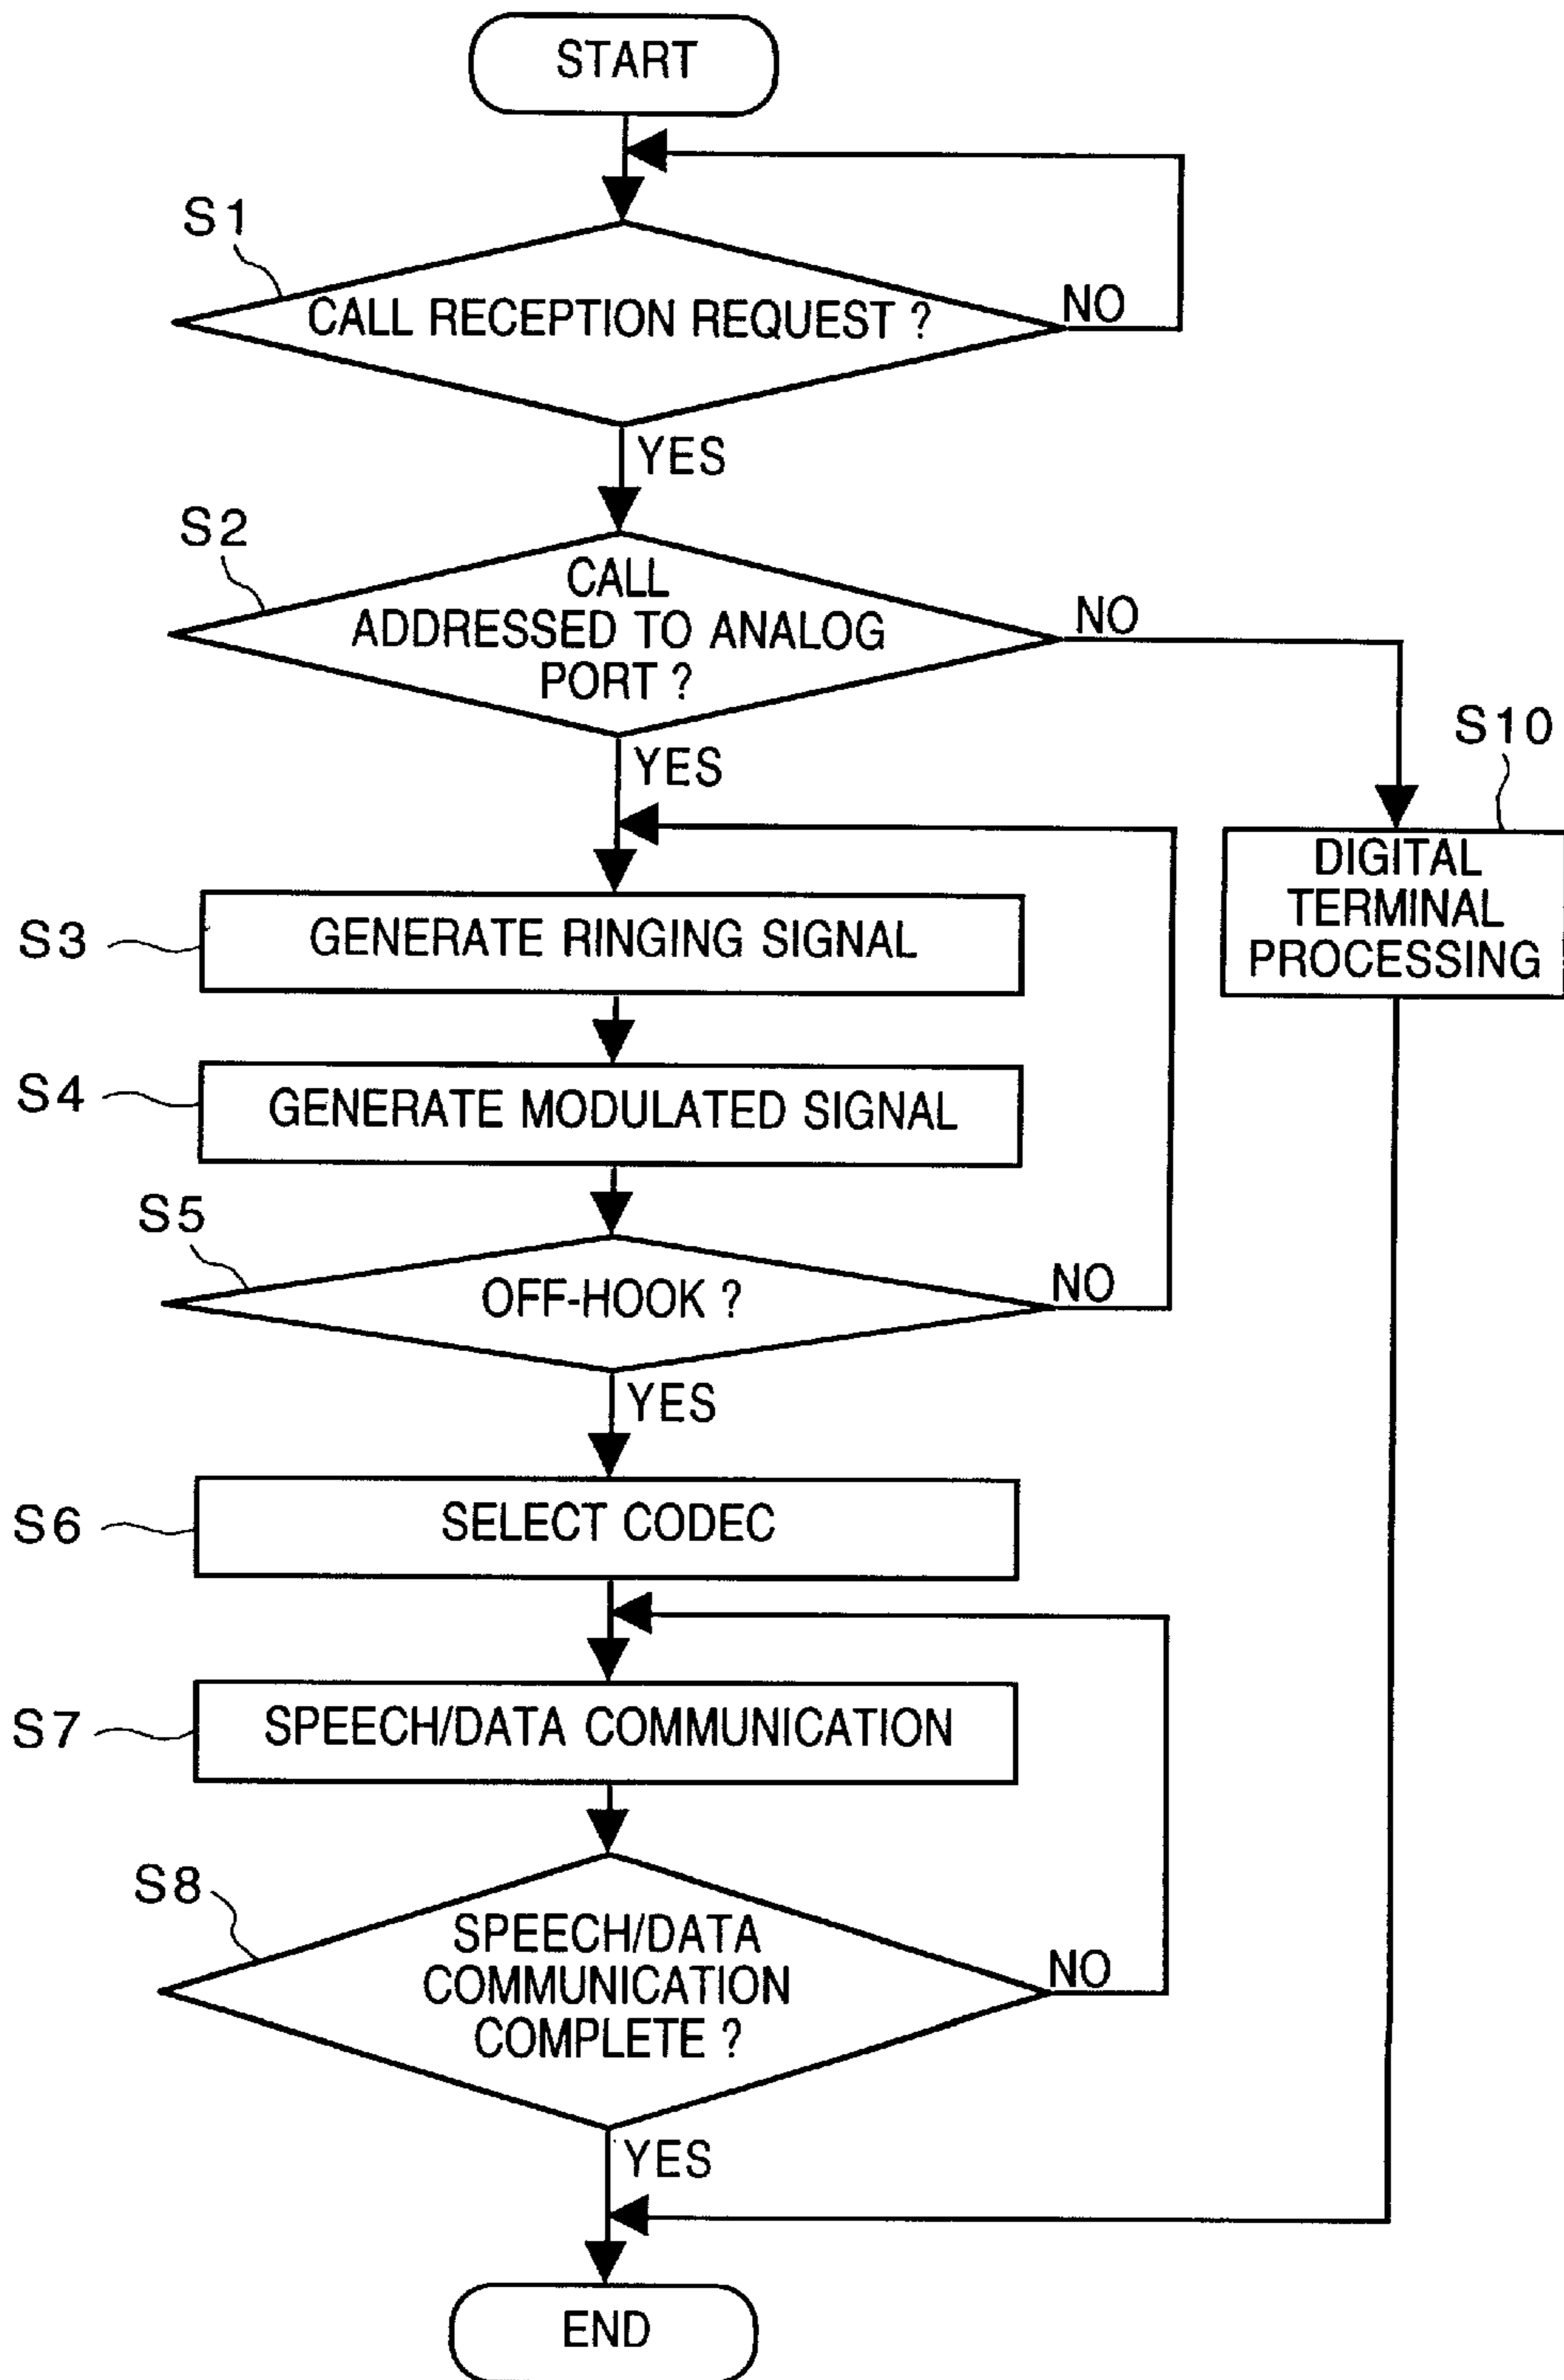 START
S1
CALL RECEPTION REQUEST ?
NO
YES
S2
CALL
ADDRESSED TO ANALOG
PORT ?
NO
YES
S10
DIGITAL
TERMINAL
PROCESSING
S3
GENERATE RINGING SIGNAL
S4
GENERATE MODULATED SIGNAL
S5
OFF-HOOK ?
NO
YES
S6
SELECT CODEC
S7
SPEECH/DATA COMMUNICATION
S8
SPEECH/DATA
COMMUNICATION
COMPLETE ?
NO
YES
END